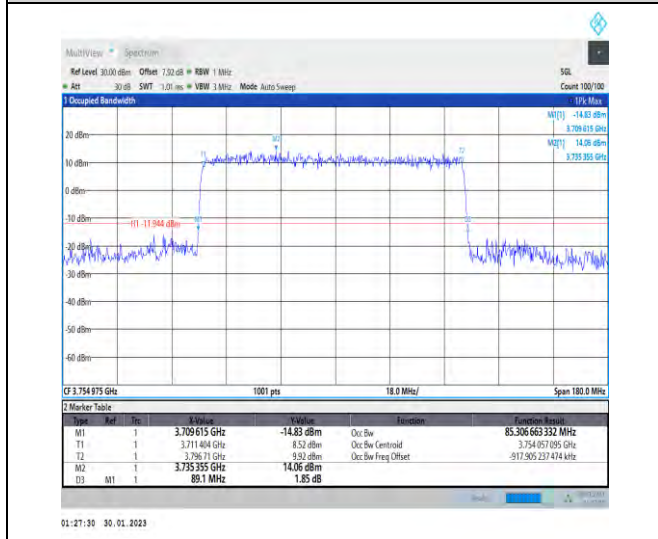 MultiView Spectrum
Ref Level 30.00 dBm Offset 7.92 dB RBW 1 MHz SGL
Att 30 dB SWT 1.01 ms VBW 3 MHz Mode Auto Sweep Count 100/100
1 Occupied Bandwidth 1Pk Max
M1[1] -14.83 dBm
3.709 615 GHz
M2[1] 14.06 dBm
3.735 355 GHz
20 dBm
M2
T1
T2
10 dBm
0 dBm
-10 dBm
H1 -11.944 dBm
M1
-20 dBm
-30 dBm
-40 dBm
-50 dBm
-60 dBm
CF 3.754 975 GHz 1001 pts 18.0 MHz/ Span 180.0 MHz
2 Marker Table
Type Ref Trc X-Value Y-Value Function Function Result
M1 1 3.709 615 GHz -14.83 dBm Occ Bw 85.306 663 332 MHz
T1 1 3.711 404 GHz 8.52 dBm Occ Bw Centroid 3.754 057 095 GHz
T2 1 3.796 71 GHz 9.92 dBm Occ Bw Freq Offset -917.905 237 474 kHz
M2 1 3.735 355 GHz 14.06 dBm
D3 M1 1 89.1 MHz 1.85 dB
01:27:30 30.01.2023